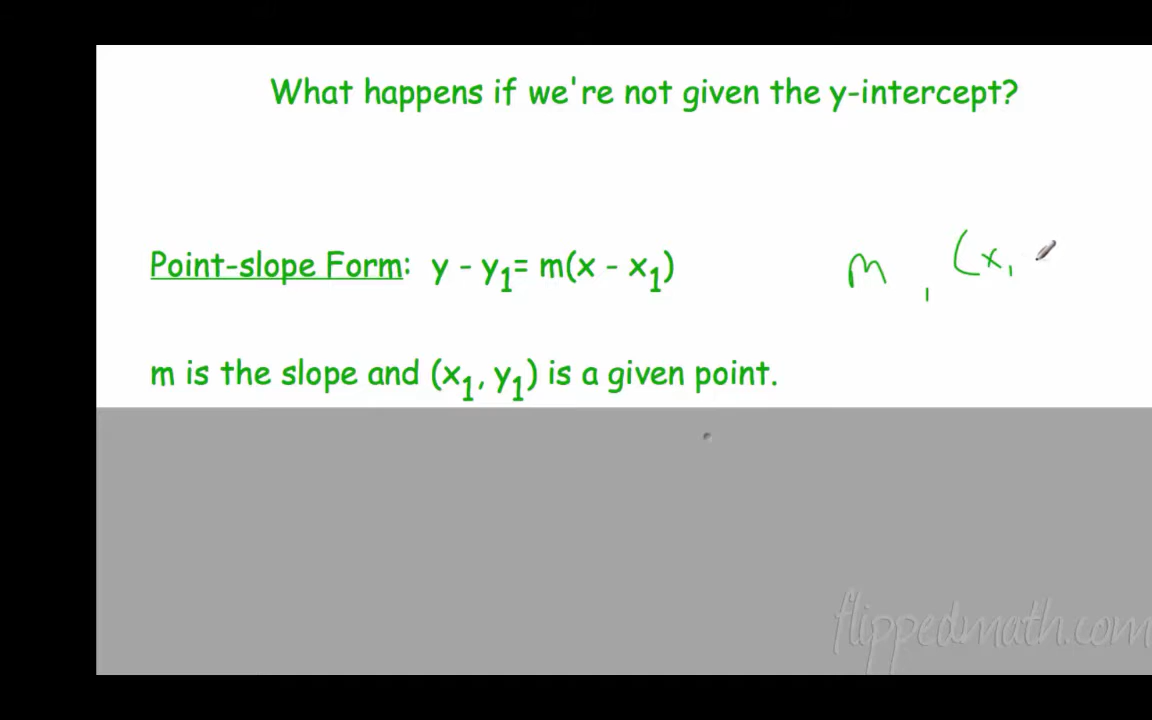 What happens if we're not given the y-intercept?
Point-slope Form: y - y₁= m(x - x₁) m , (x₁
m is the slope and (x₁, y₁) is a given point.
flippedmath.com